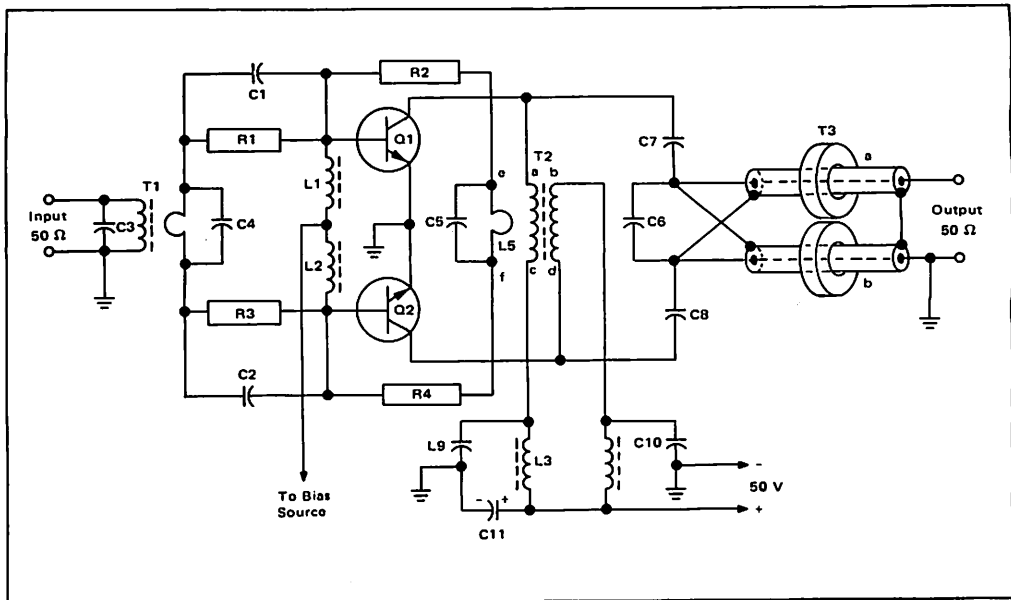 R2
C1
C7
T3
Q1
a
R1
e
T2
a b
T1
L1
Input
50 Ω
C3
C4
C5
C6
Output
50 Ω
L5
L2
f
c d
b
R3
Q2
C8
C2
R4
L9
L3
C10
-
50 V
- +
+
To Bias
Source
C11